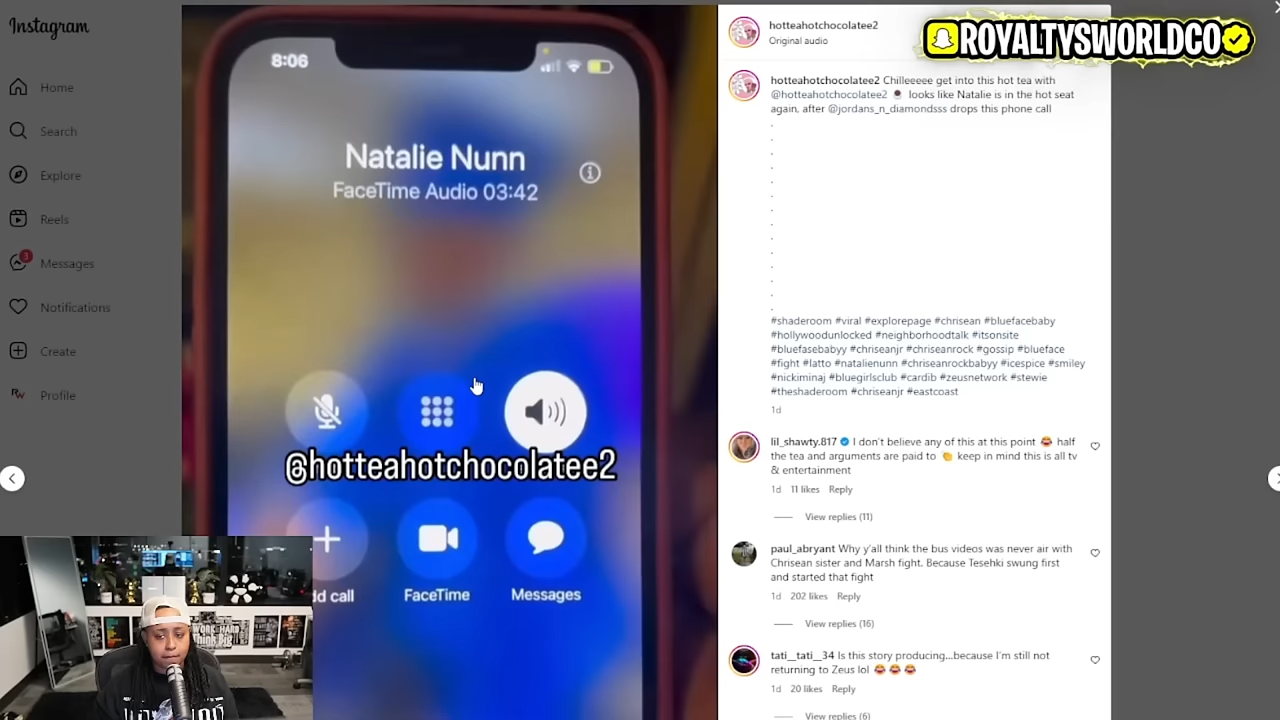 Instagram
Home
Search
Explore
Reels
3
Messages
Notifications
Create
Profile
8:06
Natalie Nunn
FaceTime Audio 03:42
@hotteahotchocolatee2
dd call
FaceTime
Messages
WORK HARD
Think Big
hotteahotchocolatee2
Original audio
ROYALTYSWORLDCO
hotteahotchocolatee2 Chilleeeee get into this hot tea with
@hotteahotchocolatee2 looks like Natalie is in the hot seat
again, after @jordans_n_diamondsss drops this phone call
.
.
.
.
.
.
.
.
.
.
.
.
.
.
#shaderoom #viral #explorepage #chrisean #bluefacebaby
#hollywoodunlocked #neighborhoodtalk #itsonsite
#bluefasebabyy #chriseanjr #chriseanrock #gossip #blueface
#fight #latto #natalienunn #chriseanrockbabyy #icespice #smiley
#nickiminaj #bluegirlsclub #cardib #zeusnetwork #stewie
#theshaderoom #chriseanjr #eastcoast
1d
lil_shawty.817 I don't believe any of this at this point 😂 half
the tea and arguments are paid to 👏 keep in mind this is all tv
& entertainment
1d 11 likes Reply
View replies (11)
paul_abryant Why y'all think the bus videos was never air with
Chrisean sister and Marsh fight. Because Tesehki swung first
and started that fight
1d 202 likes Reply
View replies (16)
tati__tati__34 Is this story producing...because I'm still not
returning to Zeus lol 😂 😂 😂
1d 20 likes Reply
View replies (6)